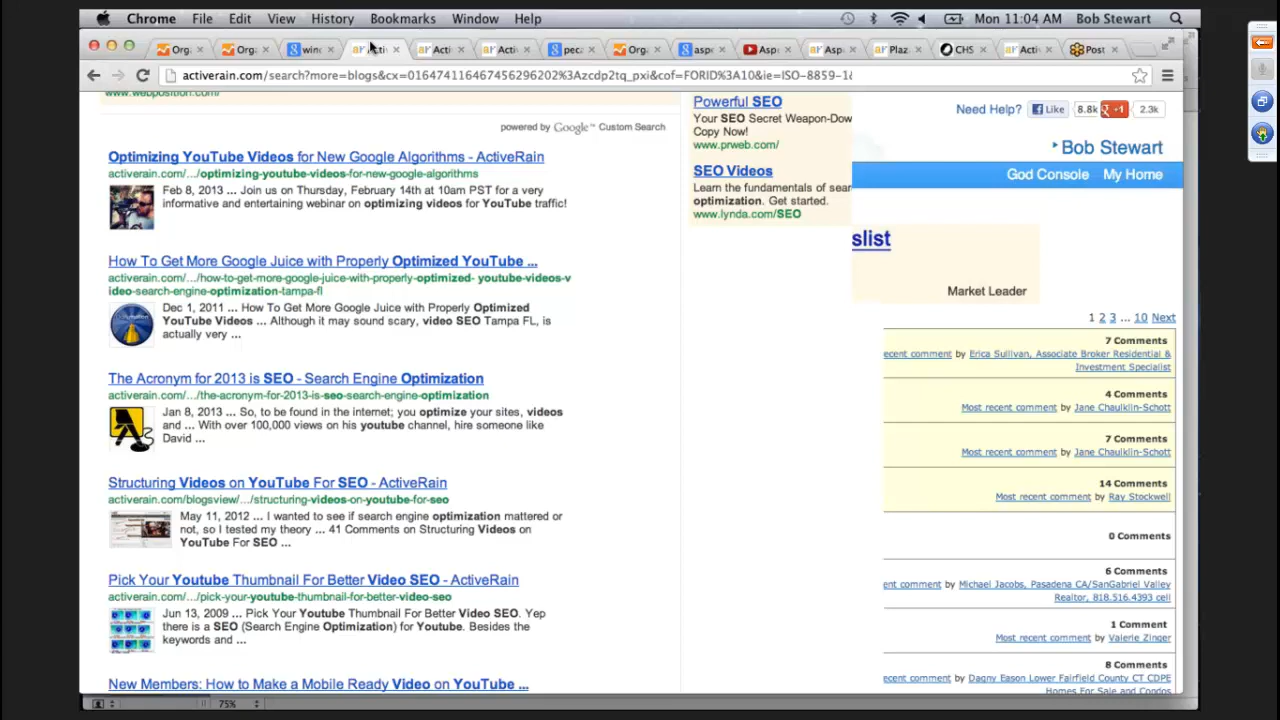 Chrome File Edit View History Bookmarks Window Help Mon 11:04 AM Bob Stewart
Orga Orga wind Acti Acti Acti peca Orga aspe Aspe Asp Plaz CHS Acti Post
activerain.com/search?more=blogs&cx=016474116467456296202%3Azcdp2tq_pxi&cof=FORID%3A10&ie=ISO-8859-1&
www.webposition.com/
powered by Google™ Custom Search
Optimizing YouTube Videos for New Google Algorithms - ActiveRain
activerain.com/.../optimizing-youtube-videos-for-new-google-algorithms
Feb 8, 2013 ... Join us on Thursday, February 14th at 10am PST for a very
informative and entertaining webinar on optimizing videos for YouTube traffic!
How To Get More Google Juice with Properly Optimized YouTube ...
activerain.com/.../how-to-get-more-google-juice-with-properly-optimized- youtube-videos-v
ideo-search-engine-optimization-tampa-fl
Dec 1, 2011 ... How To Get More Google Juice with Properly Optimized
YouTube Videos ... Although it may sound scary, video SEO Tampa FL, is
actually very ...
The Acronym for 2013 is SEO - Search Engine Optimization
activerain.com/.../the-acronym-for-2013-is-seo-search-engine-optimization
Jan 8, 2013 ... So, to be found in the internet; you optimize your sites, videos
and ... With over 100,000 views on his youtube channel, hire someone like
David ...
Structuring Videos on YouTube For SEO - ActiveRain
activerain.com/blogsview/.../structuring-videos-on-youtube-for-seo
May 11, 2012 ... I wanted to see if search engine optimization mattered or
not, so I tested my theory ... 41 Comments on Structuring Videos on
YouTube For SEO ...
Pick Your Youtube Thumbnail For Better Video SEO - ActiveRain
activerain.com/.../pick-your-youtube-thumbnail-for-better-video-seo
Jun 13, 2009 ... Pick Your Youtube Thumbnail For Better Video SEO. Yep
there is a SEO (Search Engine Optimization) for Youtube. Besides the
keywords and ...
New Members: How to Make a Mobile Ready Video on YouTube ...
Powerful SEO
Your SEO Secret Weapon-Dow
Copy Now!
www.prweb.com/
SEO Videos
Learn the fundamentals of sear
optimization. Get started.
www.lynda.com/SEO
Need Help? Like 8.8k +1 2.3k
Bob Stewart
God Console My Home
slist
Market Leader
1 2 3 ... 10 Next
7 Comments
ecent comment by Erica Sullivan, Associate Broker Residential &
Investment Specialist
4 Comments
Most recent comment by Jane Chaulklin-Schott
7 Comments
Most recent comment by Jane Chaulklin-Schott
14 Comments
Most recent comment by Ray Stockwell
0 Comments
6 Comments
ent comment by Michael Jacobs, Pasadena CA/SanGabriel Valley
Realtor, 818.516.4393 cell
1 Comment
Most recent comment by Valerie Zinger
8 Comments
ecent comment by Dagny Eason Lower Fairfield County CT CDPE
Homes For Sale and Condos
75%